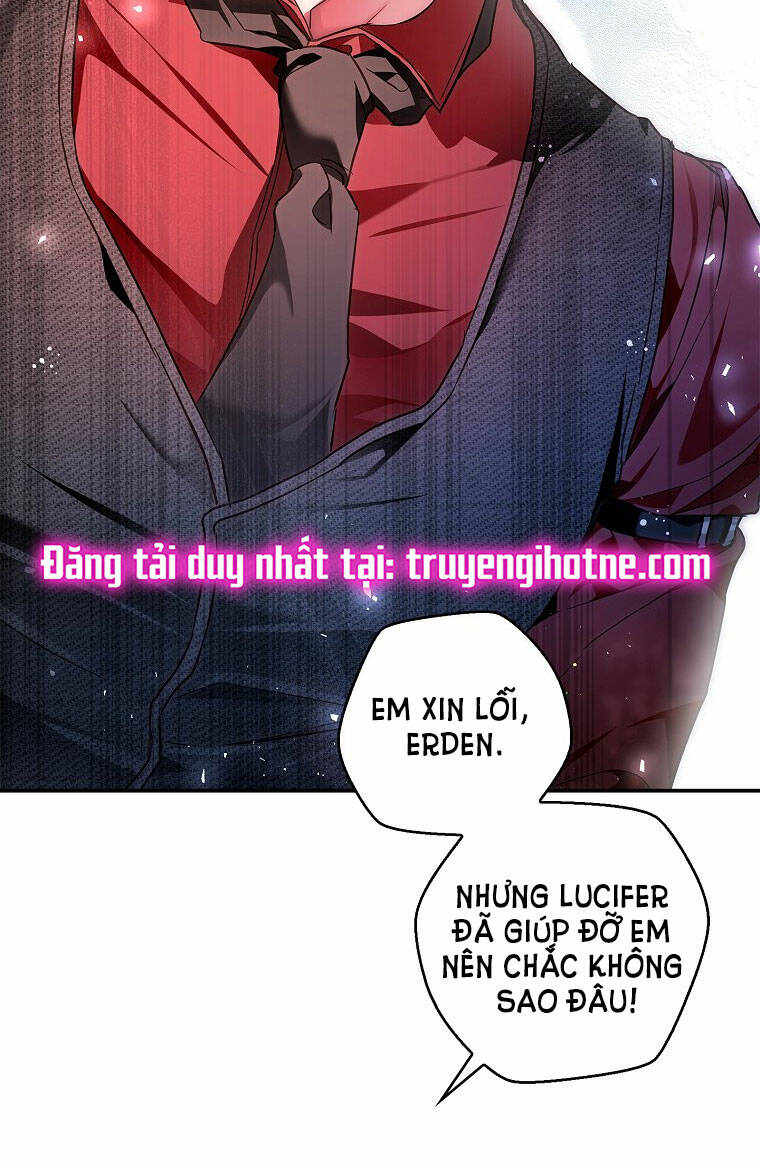 Đăng tải duy nhất tại: truyengihotne.com
EM XIN LỖI,
ERDEN.
NHƯNG LUCIFER
ĐÃ GIÚP ĐỠ EM
NÊN CHẮC KHÔNG
SAO ĐÂU!